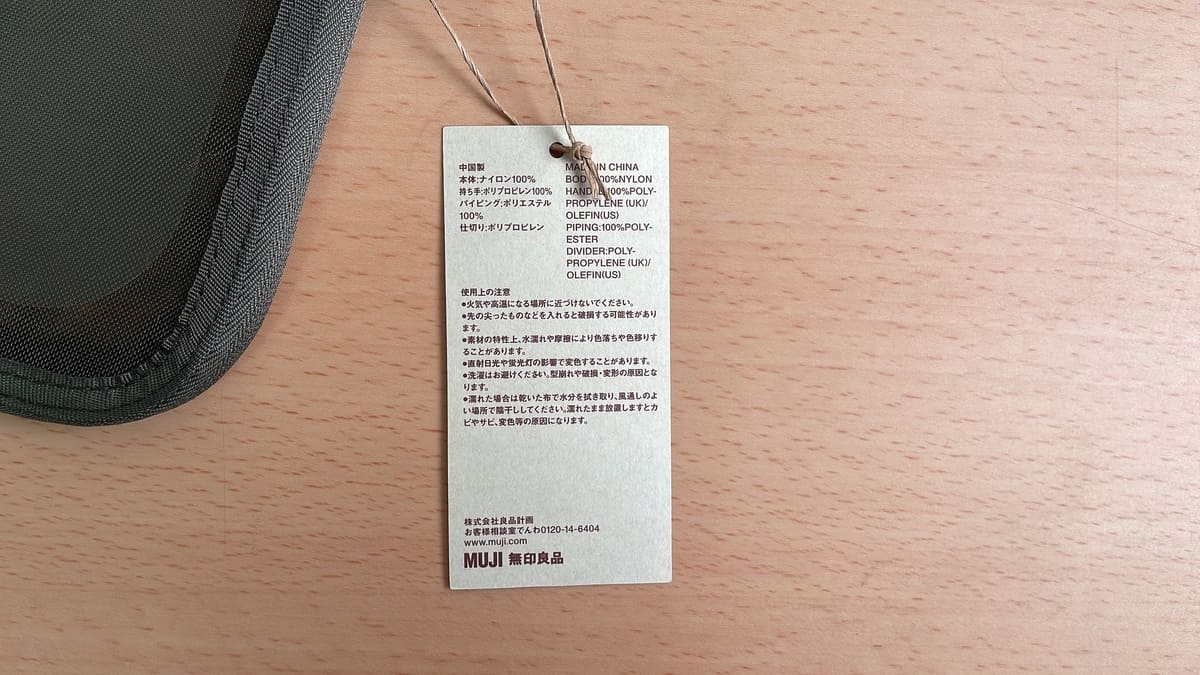 中国製
本体:ナイロン100%
持ち手:ポリプロピレン100%
パイピング:ポリエステル
100%
仕切り:ポリプロピレン
IN CHINA
100%NYLON
100%POLY-
PROPYLENE (UK)/
OLEFIN(US)
PIPING:100%POLY-
ESTER
DIVIDER:POLY-
PROPYLENE (UK)/
OLEFIN(US)
使用上の注意
●火気や高温になる場所に近づけないでください。
●先の尖ったものなどを入れると破損する可能性があり
ます。
●素材の特性上、水濡れや摩擦により色落ちや色移りす
ることがあります。
●直射日光や蛍光灯の影響で変色することがあります。
●洗濯はお避けください。型崩れや破損・変形の原因とな
ります。
●濡れた場合は乾いた布で水分を拭き取り、風通しのよ
い場所で陰干ししてください。濡れたまま放置しますとカ
ビやサビ、変色等の原因になります。
株式会社良品計画
お客様相談室でんわ0120-14-6404
www.muji.com
MUJI 無印良品